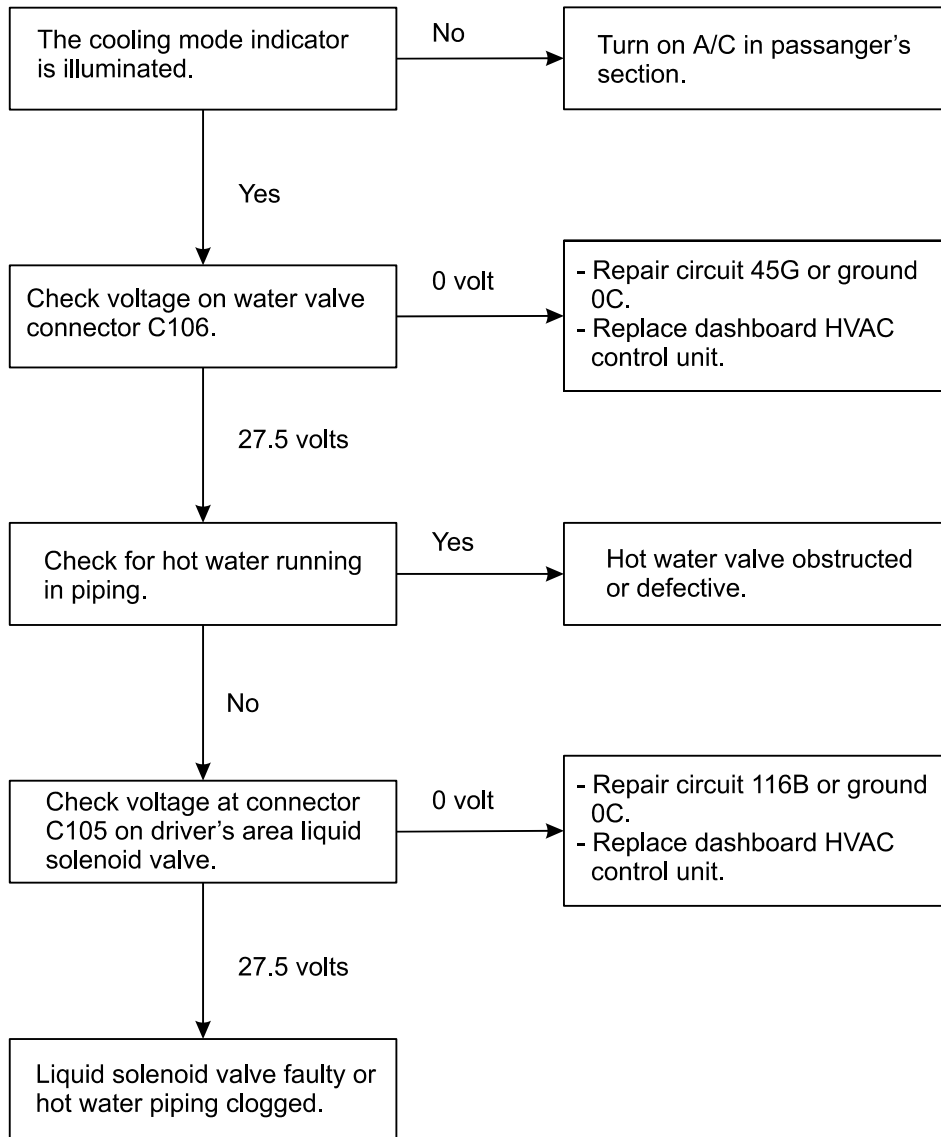 The cooling mode indicator
is illuminated.
No
Turn on A/C in passanger's
section.
Yes
Check voltage on water valve
connector C106.
0 volt
- Repair circuit 45G or ground
0C.
- Replace dashboard HVAC
control unit.
27.5 volts
Check for hot water running
in piping.
Yes
Hot water valve obstructed
or defective.
No
Check voltage at connector
C105 on driver's area liquid
solenoid valve.
0 volt
- Repair circuit 116B or ground
0C.
- Replace dashboard HVAC
control unit.
27.5 volts
Liquid solenoid valve faulty or
hot water piping clogged.